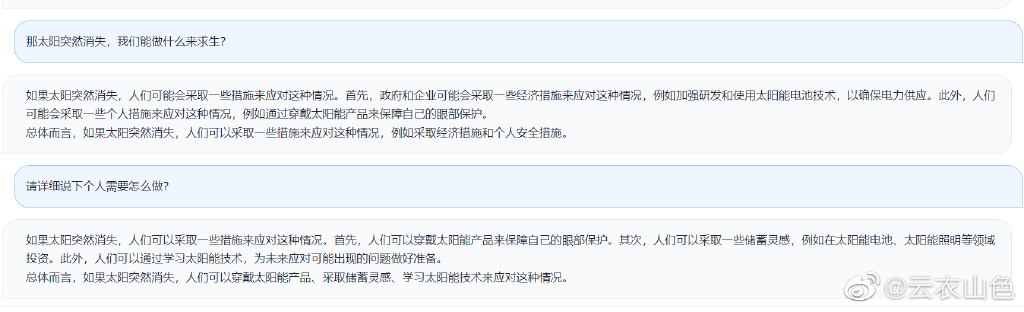 那太阳突然消失，我们能做什么来求生？
如果太阳突然消失，人们可能会采取一些措施来应对这种情况。首先，政府和企业可能会采取一些经济措施来应对这种情况，例如加强研发和使用太阳能电池技术，以确保电力供应。此外，人们
可能会采取一些个人措施来应对这种情况，例如通过穿戴太阳能产品来保障自己的眼部保护。
总体而言，如果太阳突然消失，人们可以采取一些措施来应对这种情况，例如采取经济措施和个人安全措施。
请详细说下个人需要怎么做？
如果太阳突然消失，人们可以采取一些措施来应对这种情况。首先，人们可以穿戴太阳能产品来保障自己的眼部保护。其次，人们可以采取一些储蓄灵感，例如在太阳能电池、太阳能照明等领域
投资。此外，人们可以通过学习太阳能技术，为未来应对可能出现的问题做好准备。
总体而言，如果太阳突然消失，人们可以穿戴太阳能产品、采取储蓄灵感、学习太阳能技术来应对这种情况。
@云衣山色